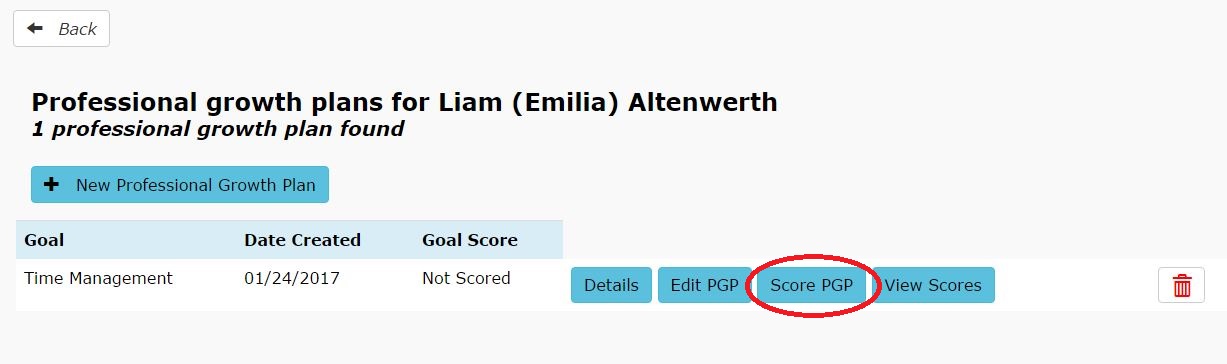 Back
Professional growth plans for Liam (Emilia) Altenwerth
1 professional growth plan found
New Professional Growth Plan
Goal Date Created Goal Score
Time Management 01/24/2017 Not Scored Details Edit PGP Score PGP View Scores